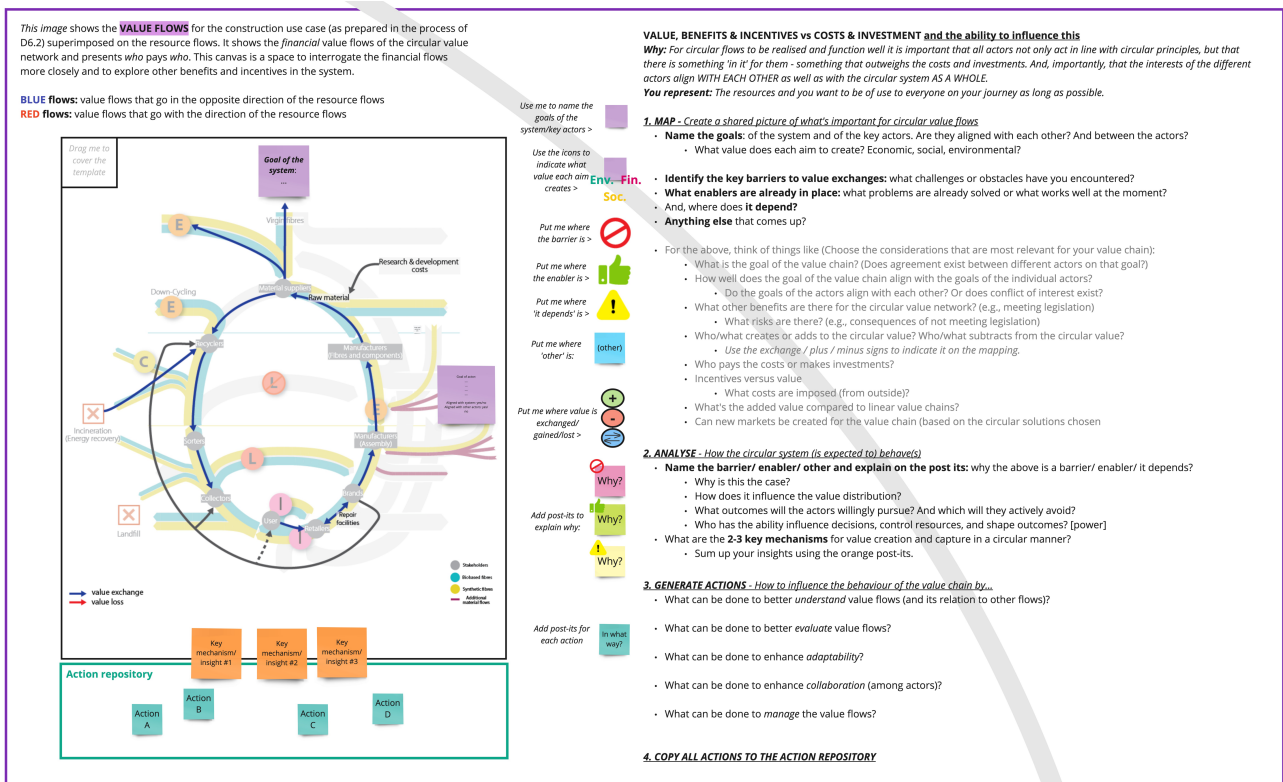 This image shows the VALUE FLOWS for the construction use case (as prepared in the process of
D6.2) superimposed on the resource flows. It shows the financial value flows of the circular value
network and presents who pays who. This canvas is a space to interrogate the financial flows
more closely and to explore other benefits and incentives in the system.
BLUE flows: value flows that go in the opposite direction of the resource flows
RED flows: value flows that go with the direction of the resource flows
Drag me to
cover the
template
Goal of the
system:
...
Virgin fibres
E
Research & development
costs
Material suppliers
Raw material
Down-Cycling
E
Recyclers
Manufacturers
(Fibres and components)
C
L
Goal of actor:
...
...
...
Aligned with system: yes/no
Aligned with other actors: yes/
no
E
Incineration
(Energy recovery)
Sorters
Manufacturers
(Assembly)
L
Collectors
I
Brands
User
Retailers
Repair
facilities
I
Landfill
Stakeholders
Biobased fibres
Synthetic fibres
Additional
material flows
value exchange
value loss
Key
mechanism/
insight #1
Key
mechanism/
insight #2
Key
mechanism/
insight #3
Action repository
Action
A
Action
B
Action
C
Action
D
Use me to name the
goals of the
system/key actors >
Use the icons to
indicate what
value each aim
creates >
Env. Fin.
Soc.
Put me where
the barrier is >
Put me where
the enabler is >
Put me where
'it depends' is >
!
Put me where
'other' is:
(other)
Put me where value is
exchanged/
gained/lost >
+
-
Add post-its to
explain why:
Why?
Why?
!
Why?
Add post-its for
each action
In what
way?
VALUE, BENEFITS & INCENTIVES vs COSTS & INVESTMENT and the ability to influence this
Why: For circular flows to be realised and function well it is important that all actors not only act in line with circular principles, but that
there is something 'in it' for them - something that outweighs the costs and investments. And, importantly, that the interests of the different
actors align WITH EACH OTHER as well as with the circular system AS A WHOLE.
You represent: The resources and you want to be of use to everyone on your journey as long as possible.
1. MAP - Create a shared picture of what's important for circular value flows
• Name the goals: of the system and of the key actors. Are they aligned with each other? And between the actors?
• What value does each aim to create? Economic, social, environmental?
• Identify the key barriers to value exchanges: what challenges or obstacles have you encountered?
• What enablers are already in place: what problems are already solved or what works well at the moment?
• And, where does it depend?
• Anything else that comes up?
• For the above, think of things like (Choose the considerations that are most relevant for your value chain):
• What is the goal of the value chain? (Does agreement exist between different actors on that goal?)
• How well does the goal of the value chain align with the goals of the individual actors?
• Do the goals of the actors align with each other? Or does conflict of interest exist?
• What other benefits are there for the circular value network? (e.g., meeting legislation)
• What risks are there? (e.g., consequences of not meeting legislation)
• Who/what creates or adds to the circular value? Who/what subtracts from the circular value?
• Use the exchange / plus / minus signs to indicate it on the mapping.
• Who pays the costs or makes investments?
• Incentives versus value
• What costs are imposed (from outside)?
• What's the added value compared to linear value chains?
• Can new markets be created for the value chain (based on the circular solutions chosen
2. ANALYSE - How the circular system (is expected to) behave(s)
• Name the barrier/ enabler/ other and explain on the post its: why the above is a barrier/ enabler/ it depends?
• Why is this the case?
• How does it influence the value distribution?
• What outcomes will the actors willingly pursue? And which will they actively avoid?
• Who has the ability influence decisions, control resources, and shape outcomes? [power]
• What are the 2-3 key mechanisms for value creation and capture in a circular manner?
• Sum up your insights using the orange post-its.
3. GENERATE ACTIONS - How to influence the behaviour of the value chain by...
• What can be done to better understand value flows (and its relation to other flows)?
• What can be done to better evaluate value flows?
• What can be done to enhance adaptability?
• What can be done to enhance collaboration (among actors)?
• What can be done to manage the value flows?
4. COPY ALL ACTIONS TO THE ACTION REPOSITORY